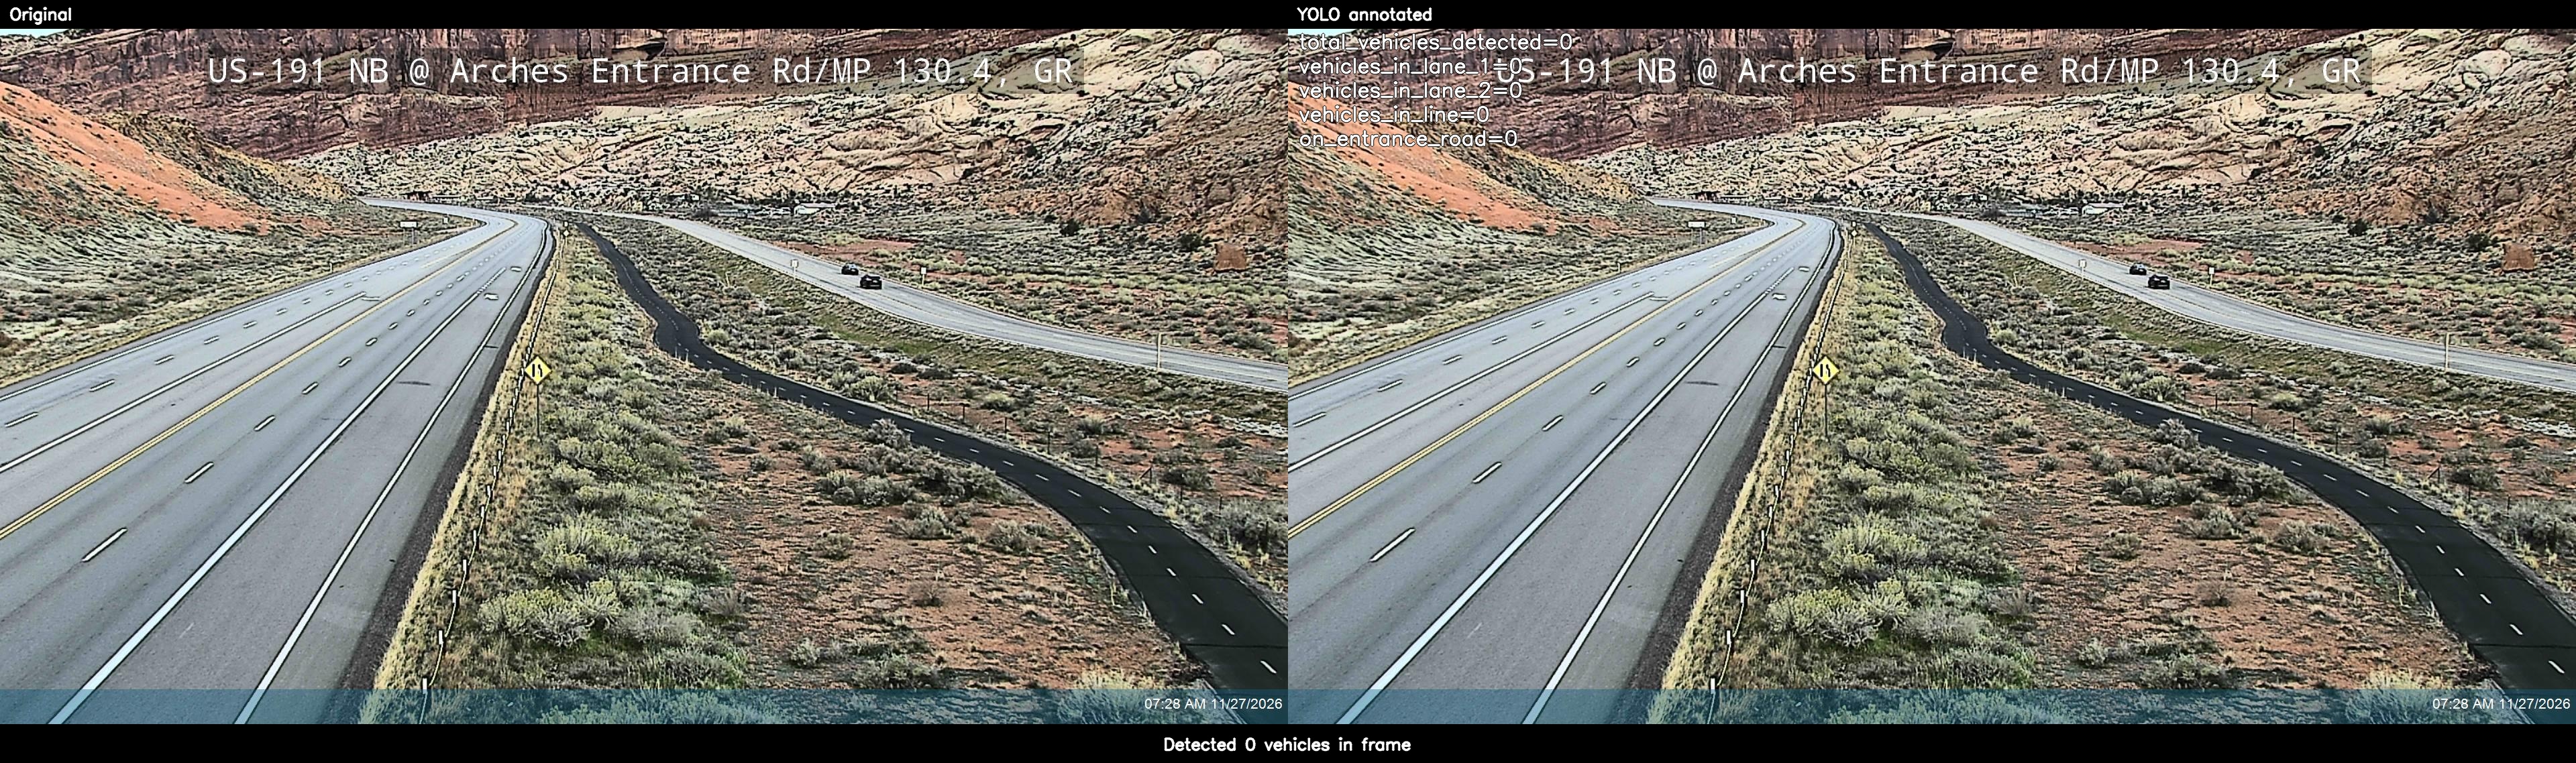 Original
YOLO annotated
US-191 NB @ Arches Entrance Rd/MP 130.4, GR
total_vehicles_detected=0
vehicles_in_lane_1=0
US-191 NB @ Arches Entrance Rd/MP 130.4, GR
vehicles_in_lane_2=0
vehicles_in_line=0
on_entrance_road=0
07:28 AM 11/27/2026
07:28 AM 11/27/2026
Detected 0 vehicles in frame